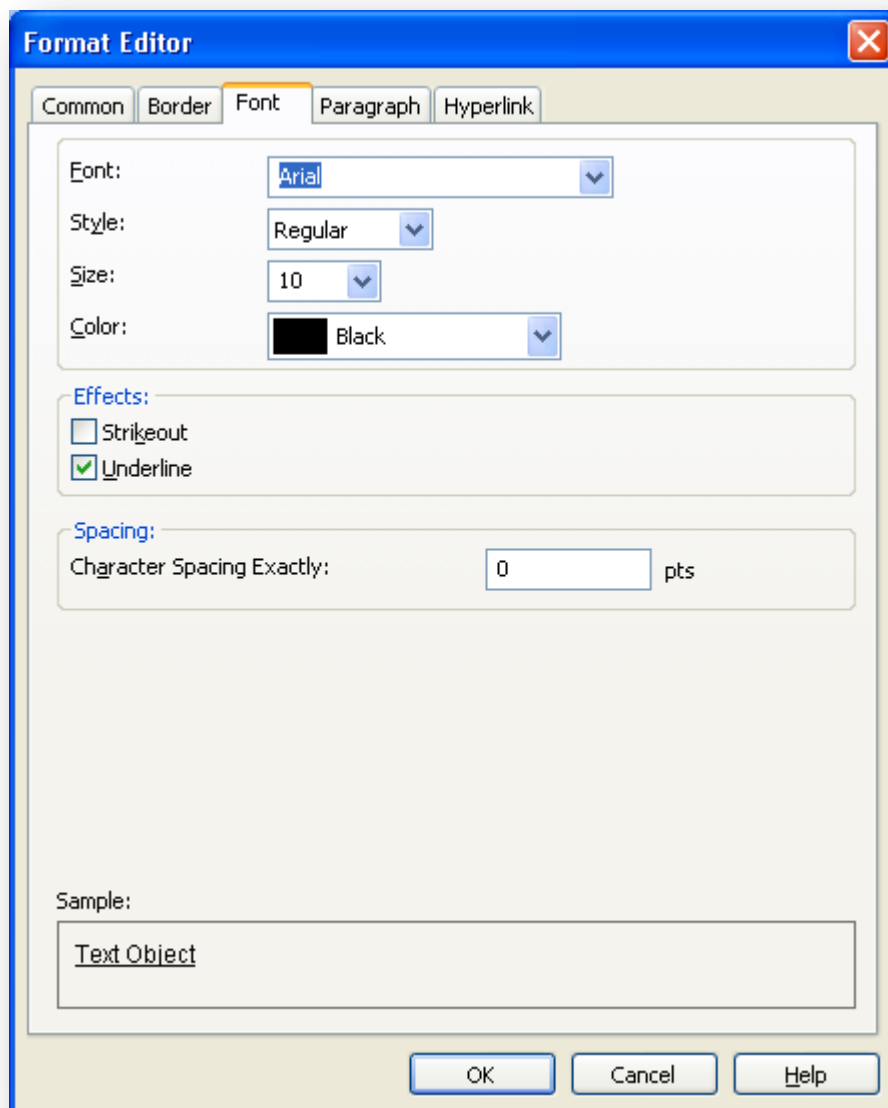 Format Editor
Common Border Font Paragraph Hyperlink
Font: Arial
Style: Regular
Size: 10
Color: Black
Effects:
Strikeout
Underline
Spacing:
Character Spacing Exactly: 0 pts
Sample:
Text Object
OK Cancel Help